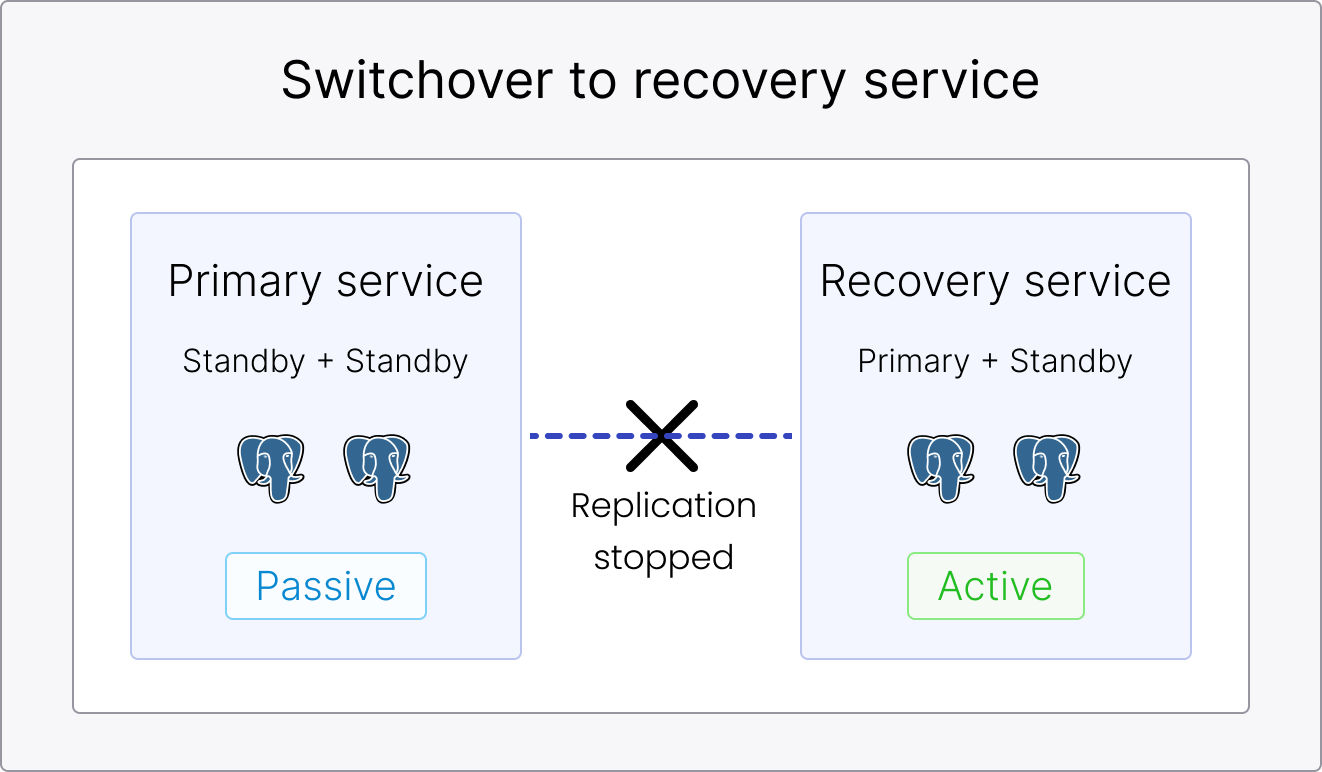 Switchover to recovery service
Primary service
Standby + Standby
Passive
Replication
stopped
Recovery service
Primary + Standby
Active